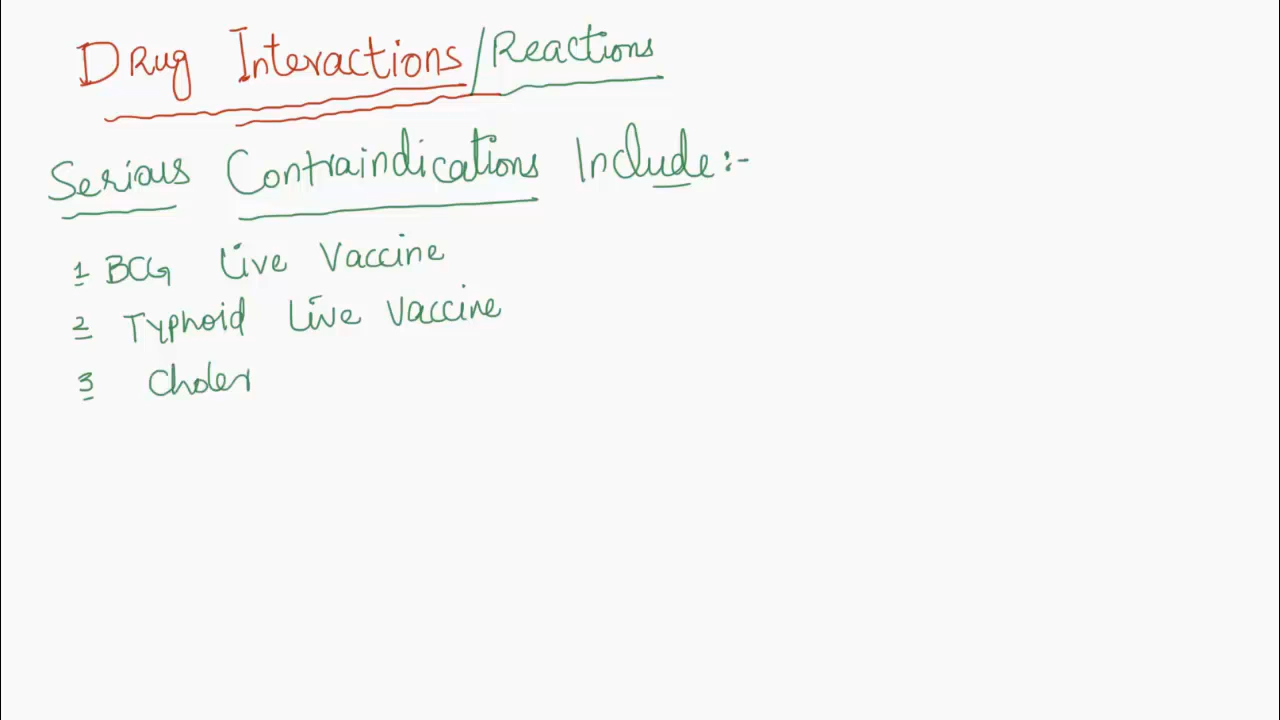 Drug Interactions/Reactions
Serious Contraindications Include:-
1 BCG Live Vaccine
2 Typhoid Live Vaccine
3 Choler